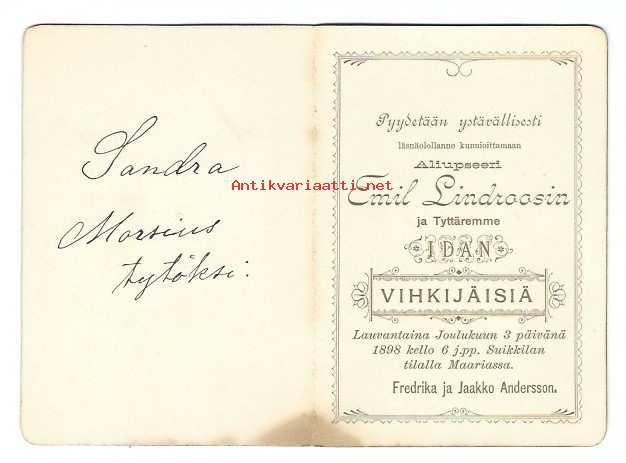 Sandra
Morsius
tytöksi:
Antikvariaatti.net
Pyydetään ystävällisesti
läsnäolollanne kunnioittamaan
Aliupseeri
Emil Lindroosin
ja Tyttäremme
IDAN
VIHKIJÄISIÄ
Lauvantaina Joulukuun 3 päivänä
1898 kello 6 j.pp. Suikkilan
tilalla Maariassa.
Fredrika ja Jaakko Andersson.